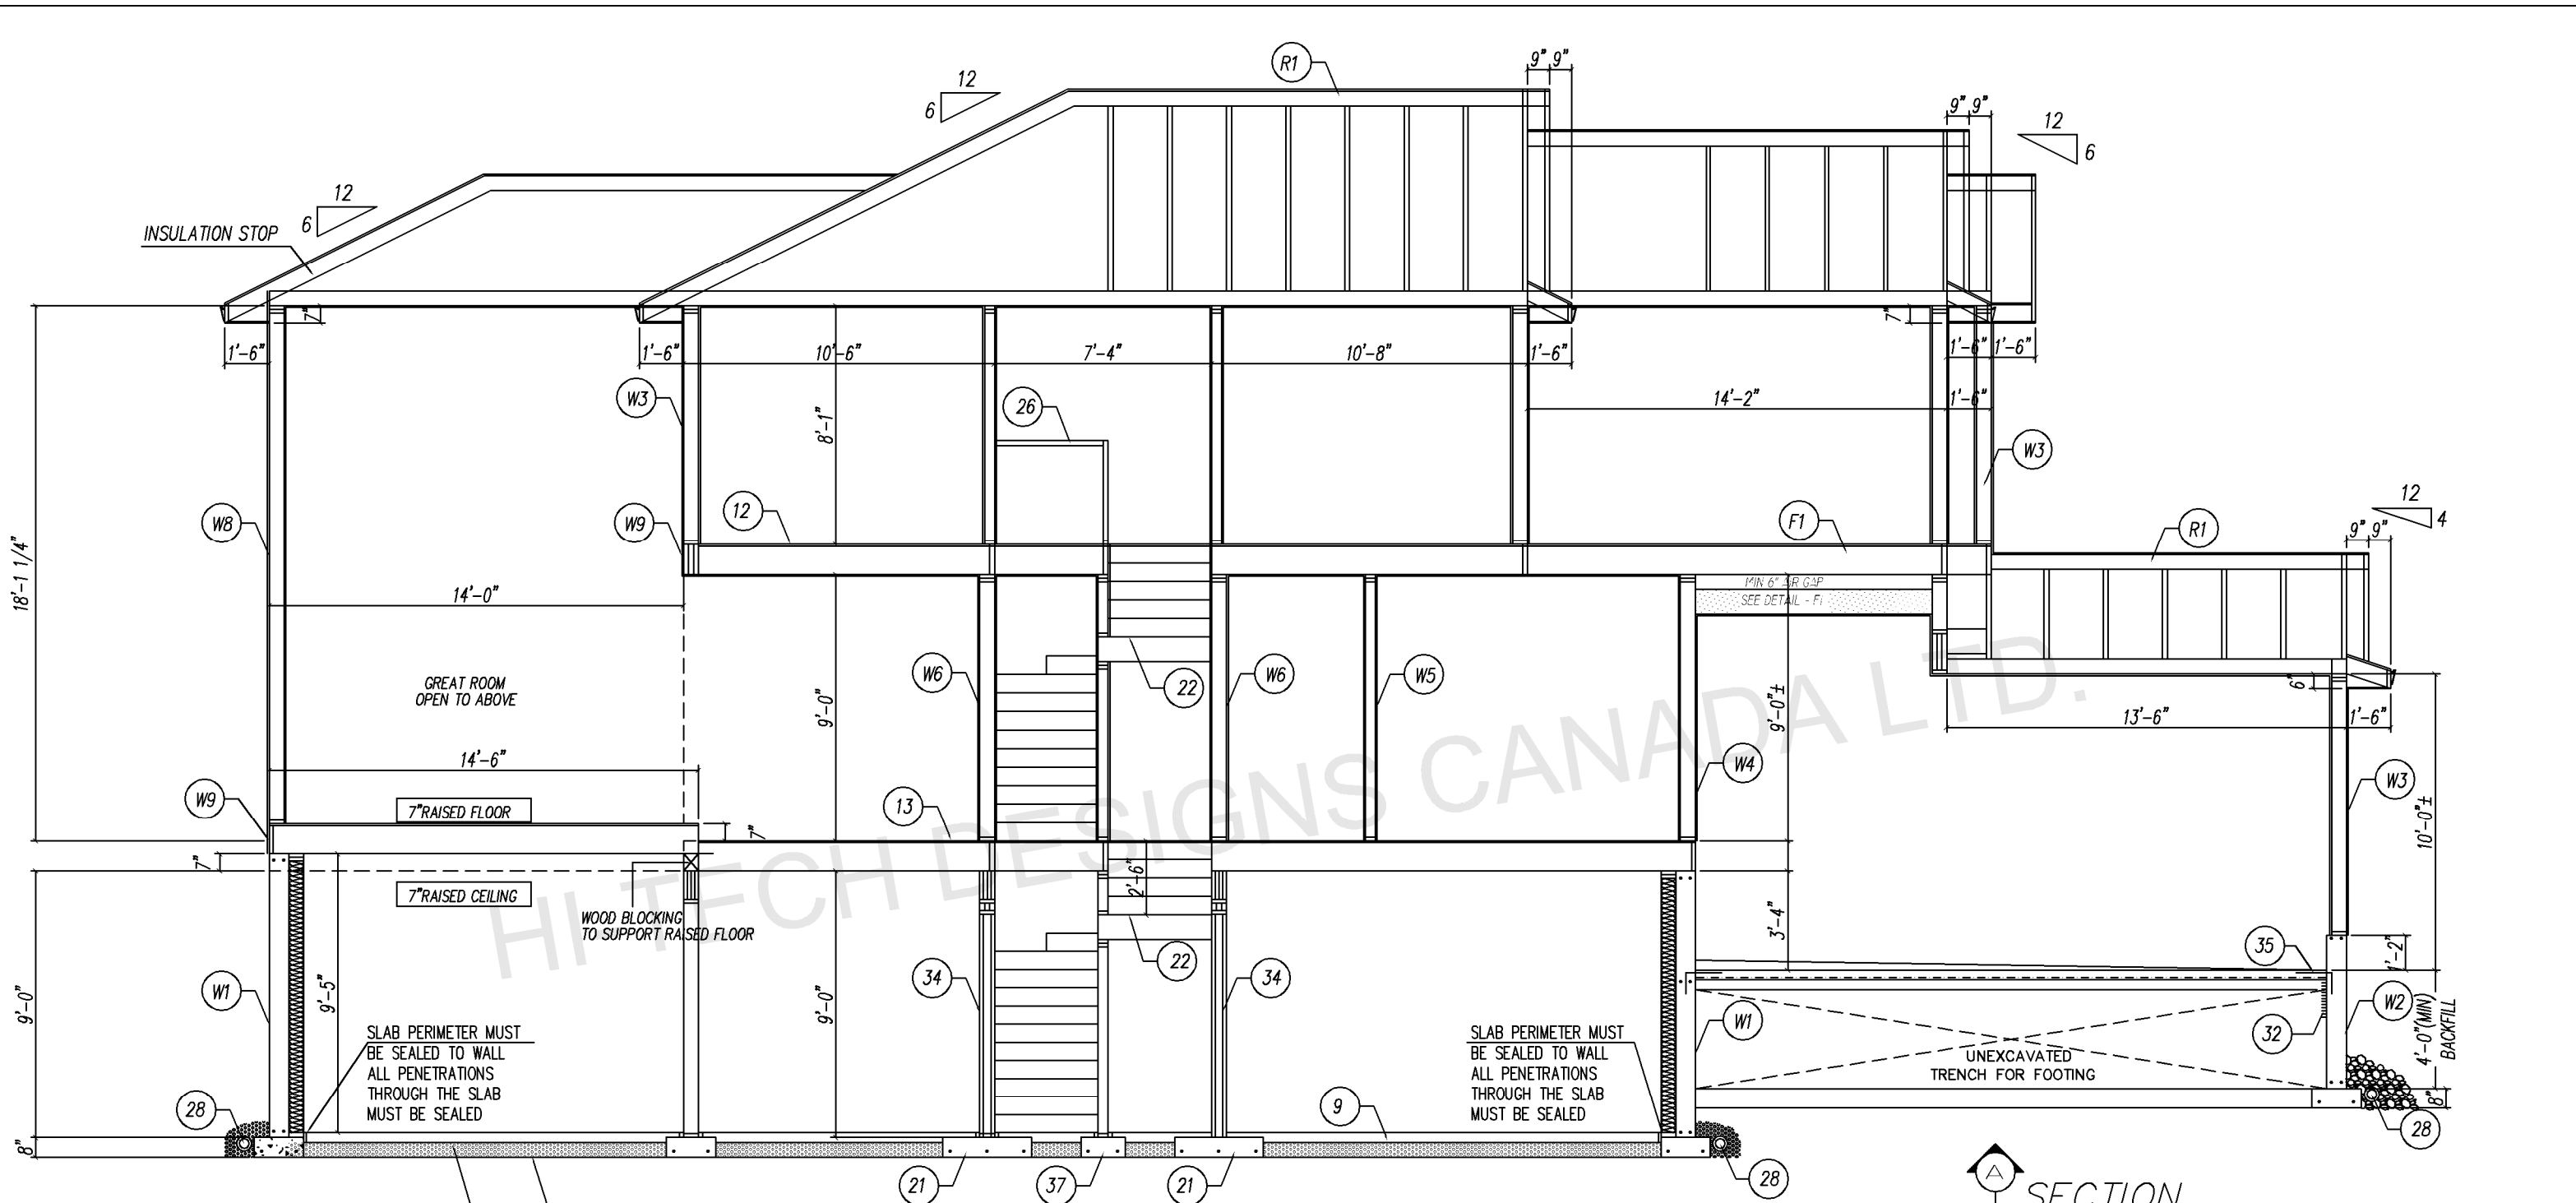 R1
9" 9"
12
6
9" 9"
12
6
12
6
INSULATION STOP
7"
7"
1'-6"
1'-6"
10'-6"
7'-4"
10'-8"
1'-6"
1'-6"
1'-6"
W3
26
8'-1"
14'-2"
1'-6"
W3
W8
W9
12
F1
12
4
9" 9"
R1
18'-1 1/4"
14'-0"
MIN 6" AIR GAP
SEE DETAIL - F1
GREAT ROOM
OPEN TO ABOVE
W6
22
W6
W5
9'-0"
9'-0"±
6"
13'-6"
1'-6"
14'-6"
W4
W3
W9
7"RAISED FLOOR
13
7"
10'-0"±
HI TECH DESIGNS CANADA LTD.
7"
7"RAISED CEILING
2'-6"
WOOD BLOCKING
TO SUPPORT RAISED FLOOR
22
3'-4"
35
1'-2"
34
34
W1
9'-0"
9'-5"
9'-0"
W1
W2
32
4'-0"(MIN)
BACKFILL
SLAB PERIMETER MUST
BE SEALED TO WALL
ALL PENETRATIONS
THROUGH THE SLAB
MUST BE SEALED
SLAB PERIMETER MUST
BE SEALED TO WALL
ALL PENETRATIONS
THROUGH THE SLAB
MUST BE SEALED
UNEXCAVATED
TRENCH FOR FOOTING
28
9
8"
8"
28
21
37
21
28
A
SECTION